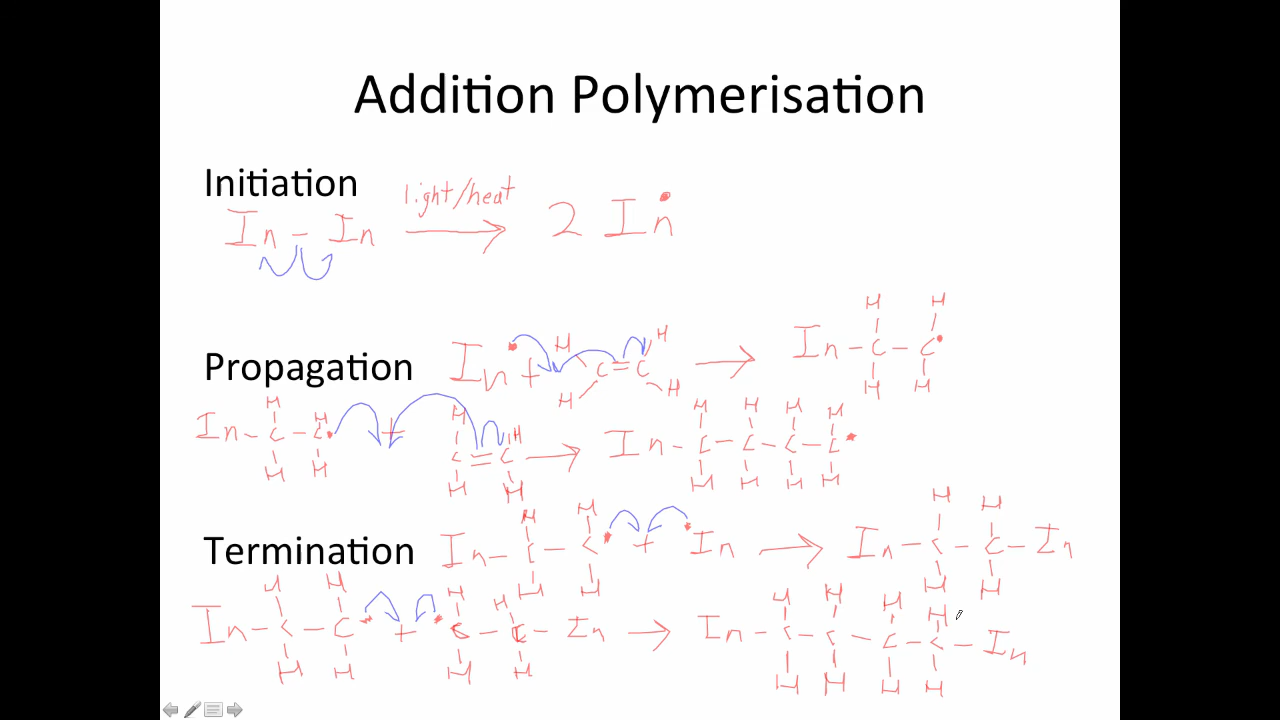 Addition Polymerisation
Initiation
light/heat
In - In → 2 In•
Propagation
In• + H H C = C H H → In - C - C• H H H H
In - C - C• H H H H + C = C H H H H → In - C - C - C - C• H H H H H H H H
Termination
In - C - C• H H H H + •In → In - C - C - In H H H H
In - C - C• H H H H + •C - C - In H H H H → In - C - C - C - C - In H H H H H H H H